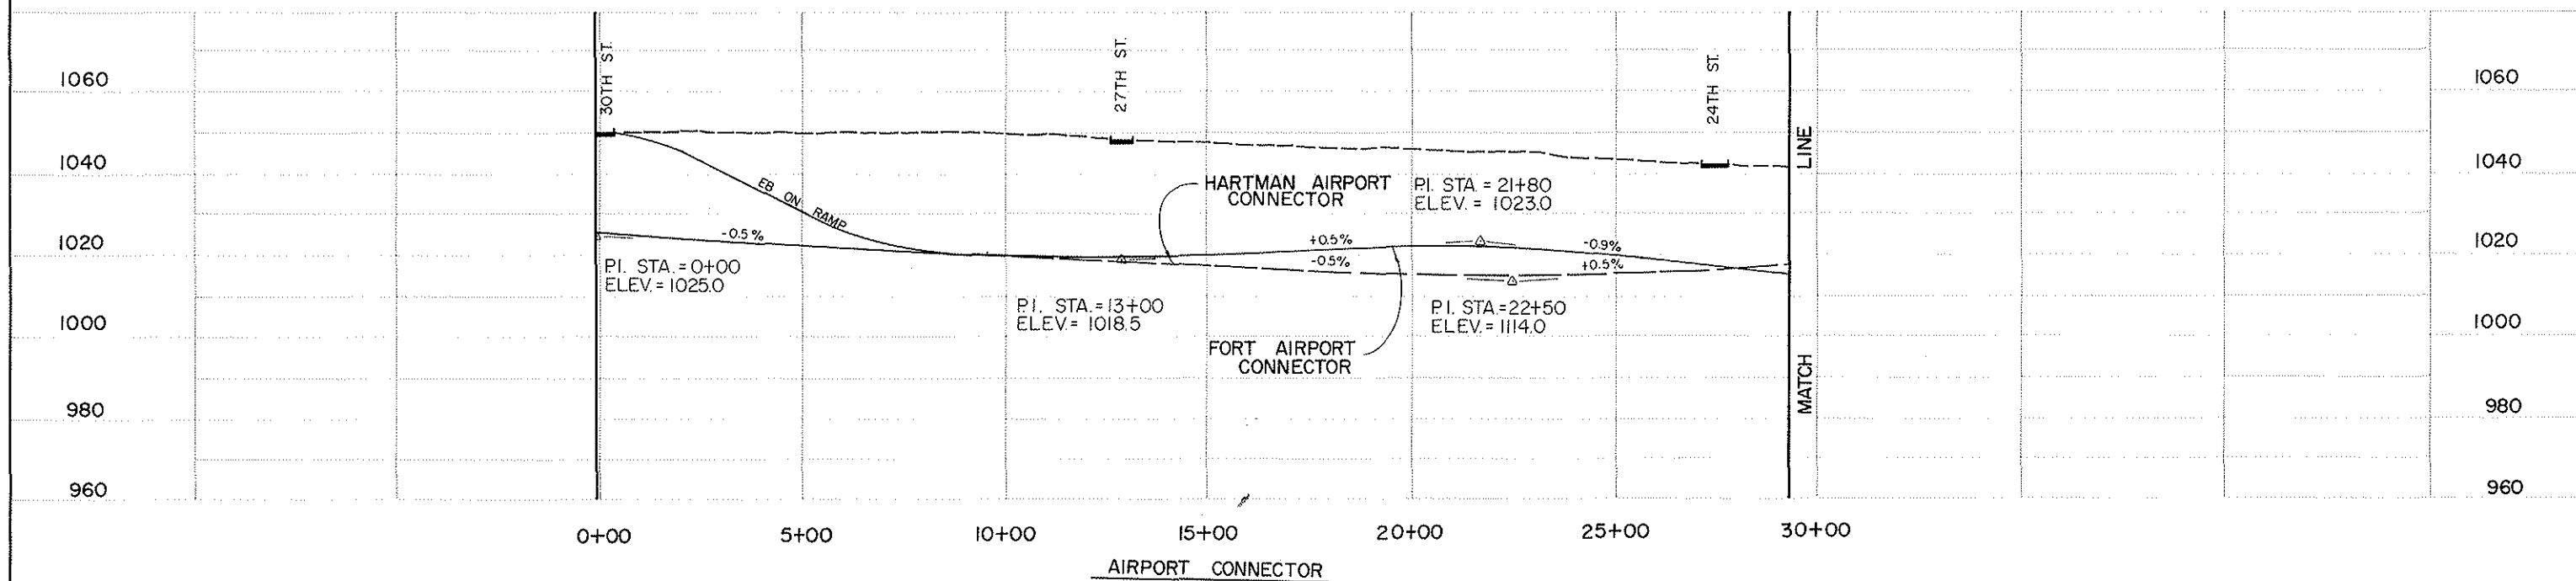 30TH ST.
27TH ST.
24TH ST.
1060
1060
1040
1040
LINE
EB ON RAMP
HARTMAN AIRPORT
CONNECTOR
P.I. STA. = 21+80
ELEV. = 1023.0
1020
-0.5%
+0.5%
-0.9%
1020
-0.5%
+0.5%
P.I. STA. = 0+00
ELEV. = 1025.0
P.I. STA. = 13+00
ELEV. = 1018.5
P.I. STA. = 22+50
ELEV. = 1114.0
1000
1000
FORT AIRPORT
CONNECTOR
MATCH
980
980
960
960
0+00
5+00
10+00
15+00
20+00
25+00
30+00
AIRPORT CONNECTOR